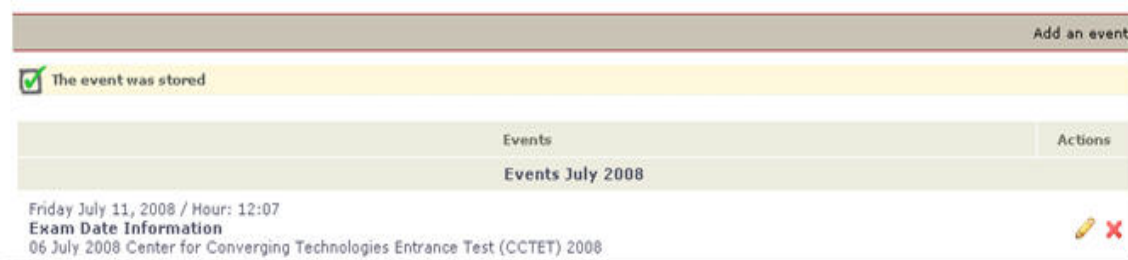 Add an event
The event was stored
Events Actions
Events July 2008
Friday July 11, 2008 / Hour: 12:07
Exam Date Information
06 July 2008 Center for Converging Technologies Entrance Test (CCTET) 2008